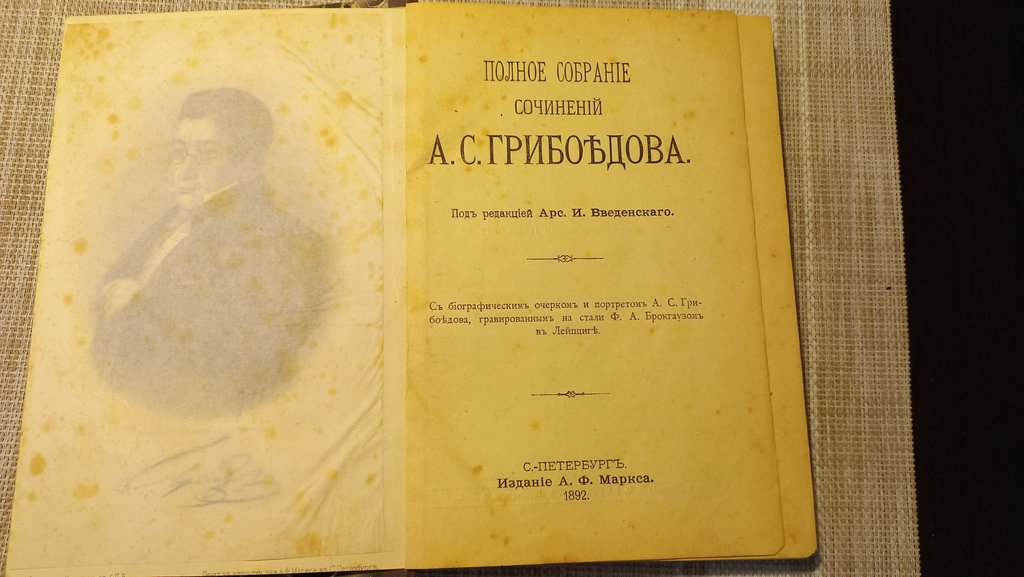 ПОЛНОЕ СОБРАНІЕ
СОЧИНЕНІЙ
А. С. ГРИБОѢДОВА.
Подъ редакціей Арс. И. Введенскаго.
Съ біографическимъ очеркомъ и портретомъ А. С. Гри-
боѣдова, гравированнымъ на стали Ф. А. Брокгаузомъ
въ Лейпцигѣ.
С.-ПЕТЕРБУРГЪ.
Изданіе А. Ф. Маркса.
1892.